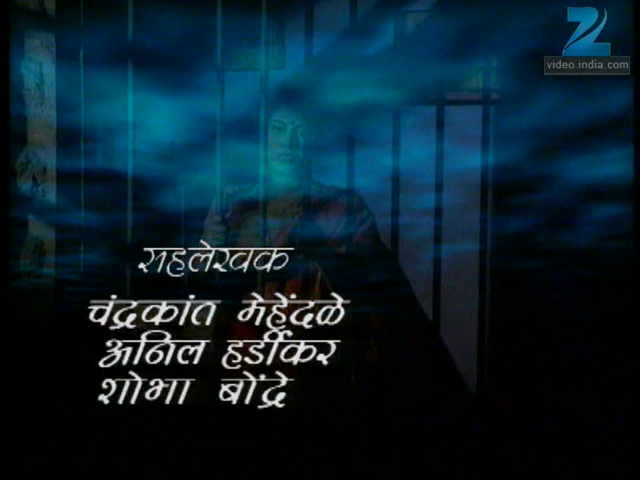 Z
video.india.com
सहलेखक
चंद्रकांत मेहेंदळे
अनिल हर्डीकर
शोभा बोंद्रे